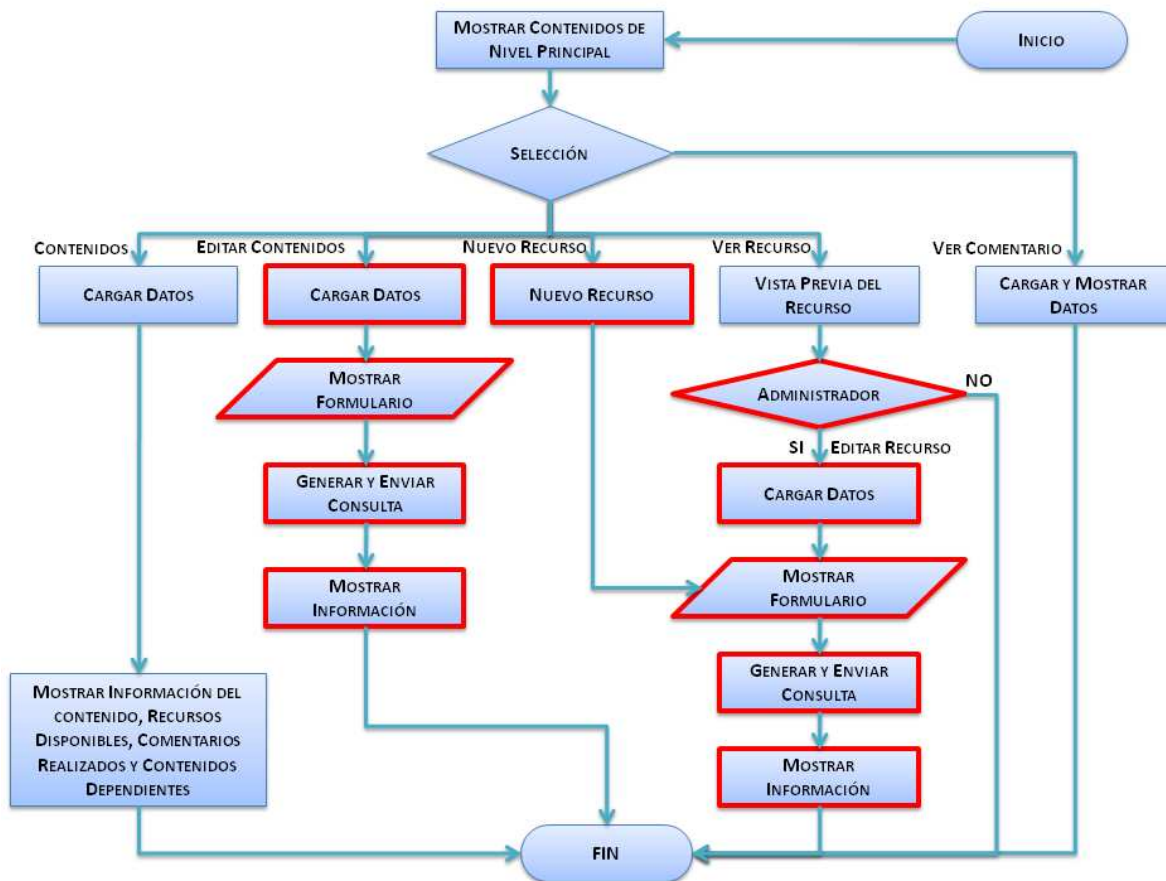 Mostrar Contenidos de
Nivel Principal
Inicio
Selección
Contenidos
Editar Contenidos
Nuevo Recurso
Ver Recurso
Ver Comentario
Cargar Datos
Cargar Datos
Nuevo Recurso
Vista Previa del
Recurso
Cargar y Mostrar
Datos
Mostrar
Formulario
Administrador
NO
SI
Editar Recurso
Generar y Enviar
Consulta
Cargar Datos
Mostrar
Información
Mostrar
Formulario
Generar y Enviar
Consulta
Mostrar Información del
contenido, Recursos
Disponibles, Comentarios
Realizados y Contenidos
Dependientes
Mostrar
Información
FIN